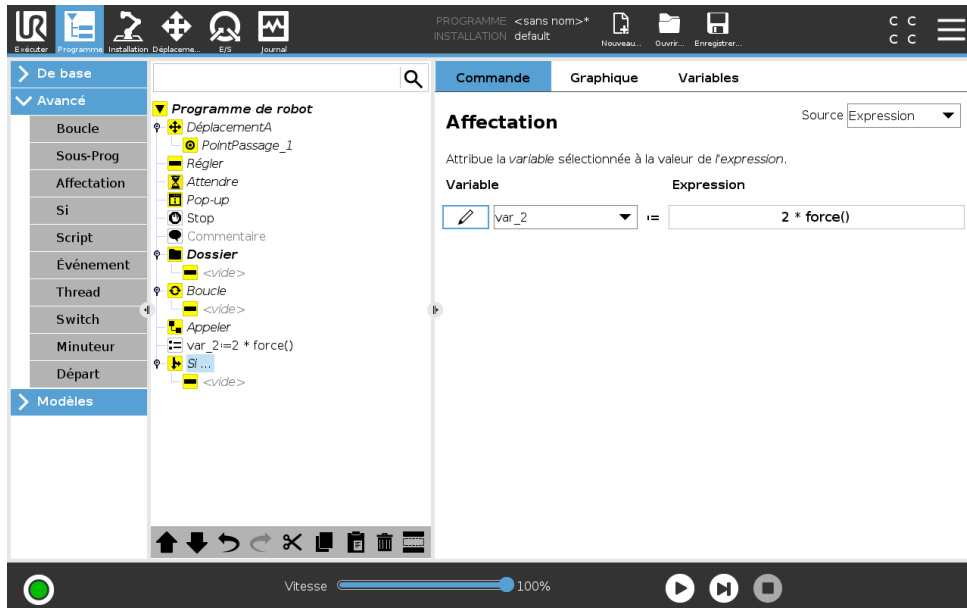 PROGRAMME <sans nom>*
INSTALLATION default
Exécuter Programme Installation Déplaceme... E/S Journal
Nouveau... Ouvrir... Enregistrer...
C C
C C
De base
Avancé
Boucle
Sous-Prog
Affectation
Si
Script
Événement
Thread
Switch
Minuteur
Départ
Modèles
Programme de robot
DéplacementA
PointPassage_1
Régler
Attendre
Pop-up
Stop
Commentaire
Dossier
<vide>
Boucle
<vide>
Appeler
var_2:=2 * force()
Si ...
<vide>
Commande Graphique Variables
Affectation
Source Expression
Attribue la variable sélectionnée à la valeur de l'expression.
Variable Expression
var_2 := 2 * force()
Vitesse 100%